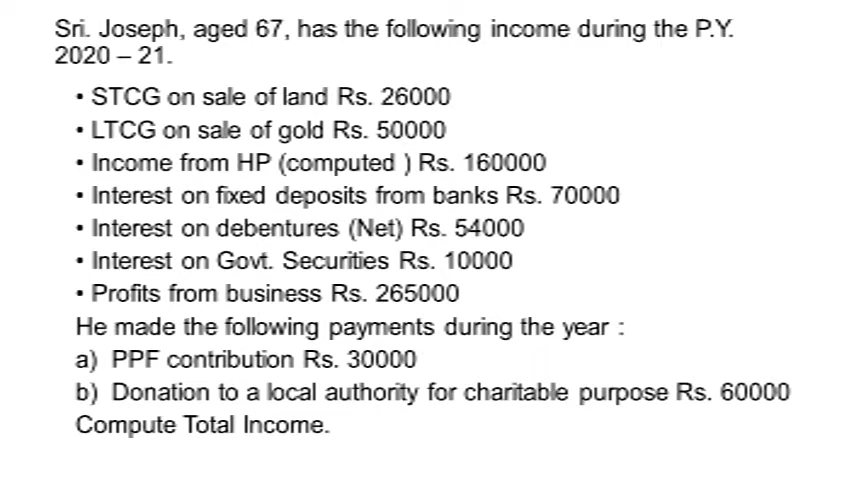 Sri. Joseph, aged 67, has the following income during the P.Y.
2020 – 21.
• STCG on sale of land Rs. 26000
• LTCG on sale of gold Rs. 50000
• Income from HP (computed ) Rs. 160000
• Interest on fixed deposits from banks Rs. 70000
• Interest on debentures (Net) Rs. 54000
• Interest on Govt. Securities Rs. 10000
• Profits from business Rs. 265000
He made the following payments during the year :
a) PPF contribution Rs. 30000
b) Donation to a local authority for charitable purpose Rs. 60000
Compute Total Income.